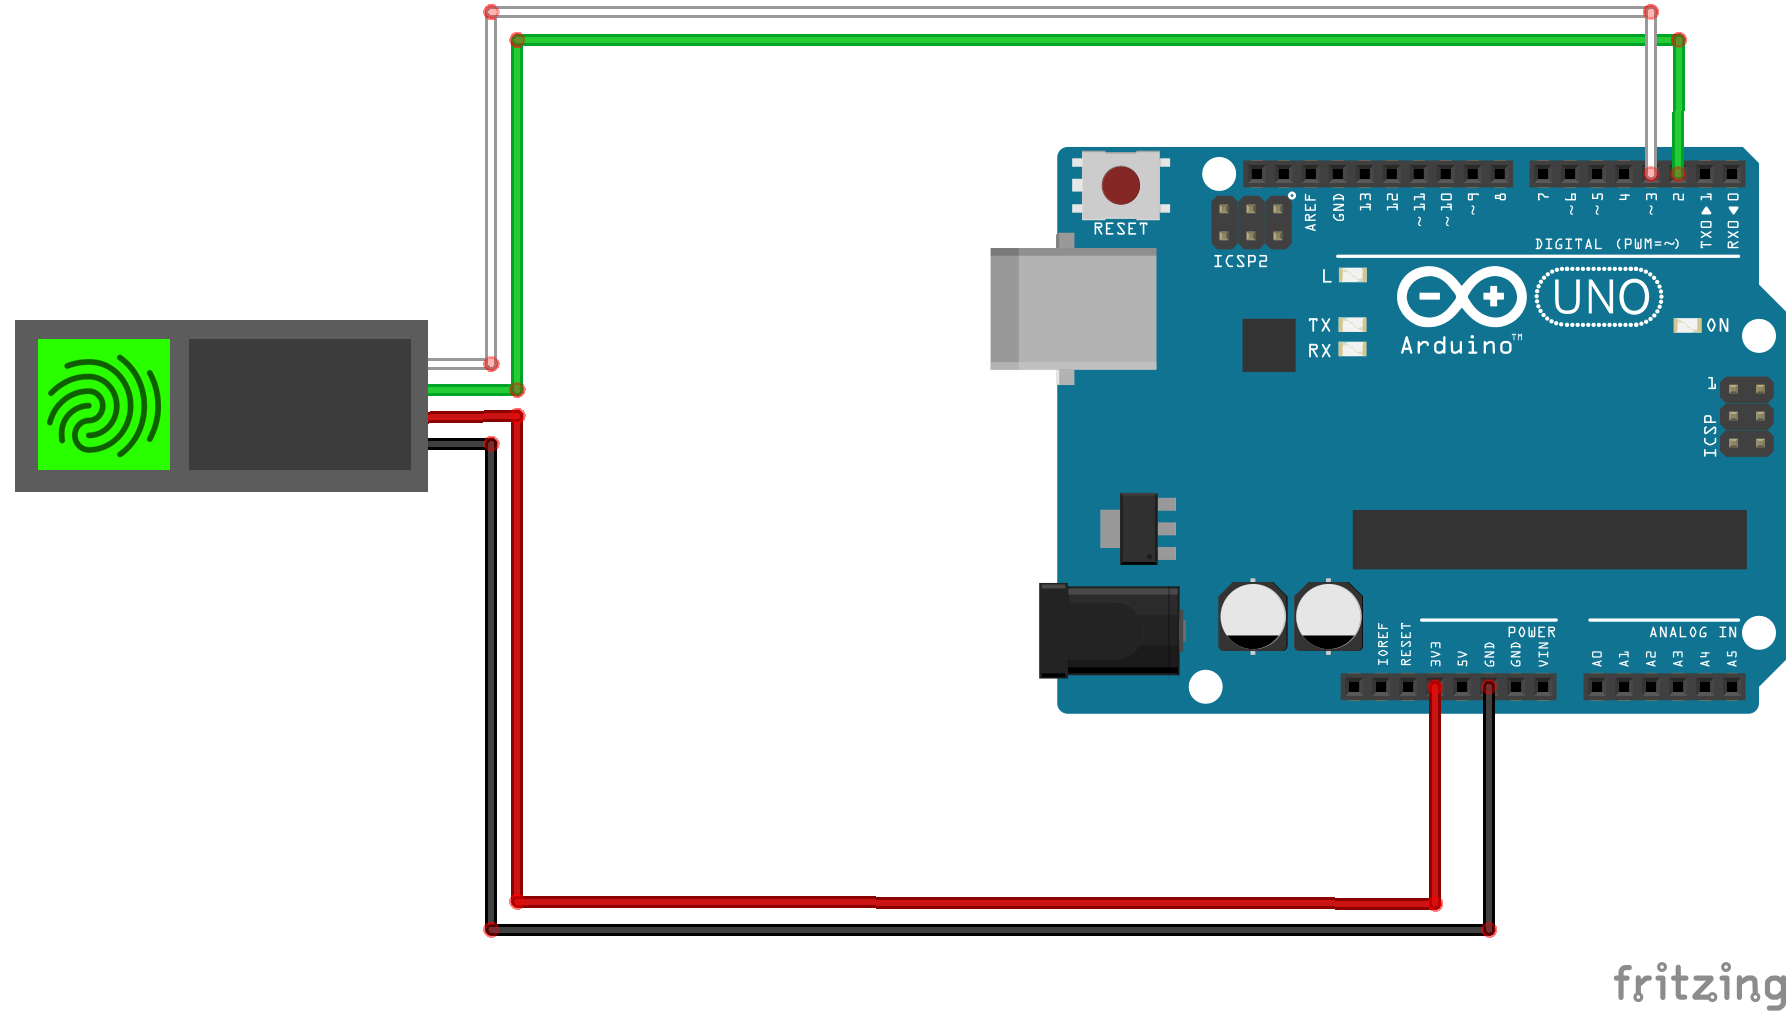 RESET
ICSP2
AREF
GND
13
12
~11
~10
~9
8
7
~6
~5
4
~3
2
TX0▶1
RX0◀0
DIGITAL (PWM=~)
L
TX
RX
Arduino™
UNO
ON
1
ICSP
POWER
ANALOG IN
IOREF
RESET
3V3
5V
GND
GND
VIN
A0
A1
A2
A3
A4
A5
fritzing